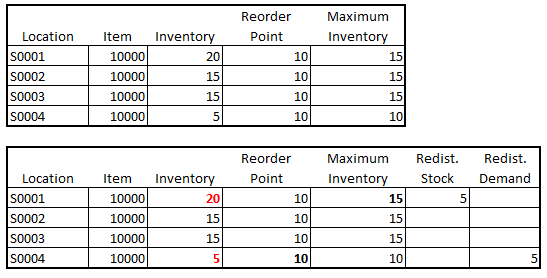 Reorder Maximum
Location Item Inventory Point Inventory
S0001 10000 20 10 15
S0002 10000 15 10 15
S0003 10000 15 10 15
S0004 10000 5 10 10
Reorder Maximum Redist. Redist.
Location Item Inventory Point Inventory Stock Demand
S0001 10000 20 10 15 5
S0002 10000 15 10 15
S0003 10000 15 10 15
S0004 10000 5 10 10 5